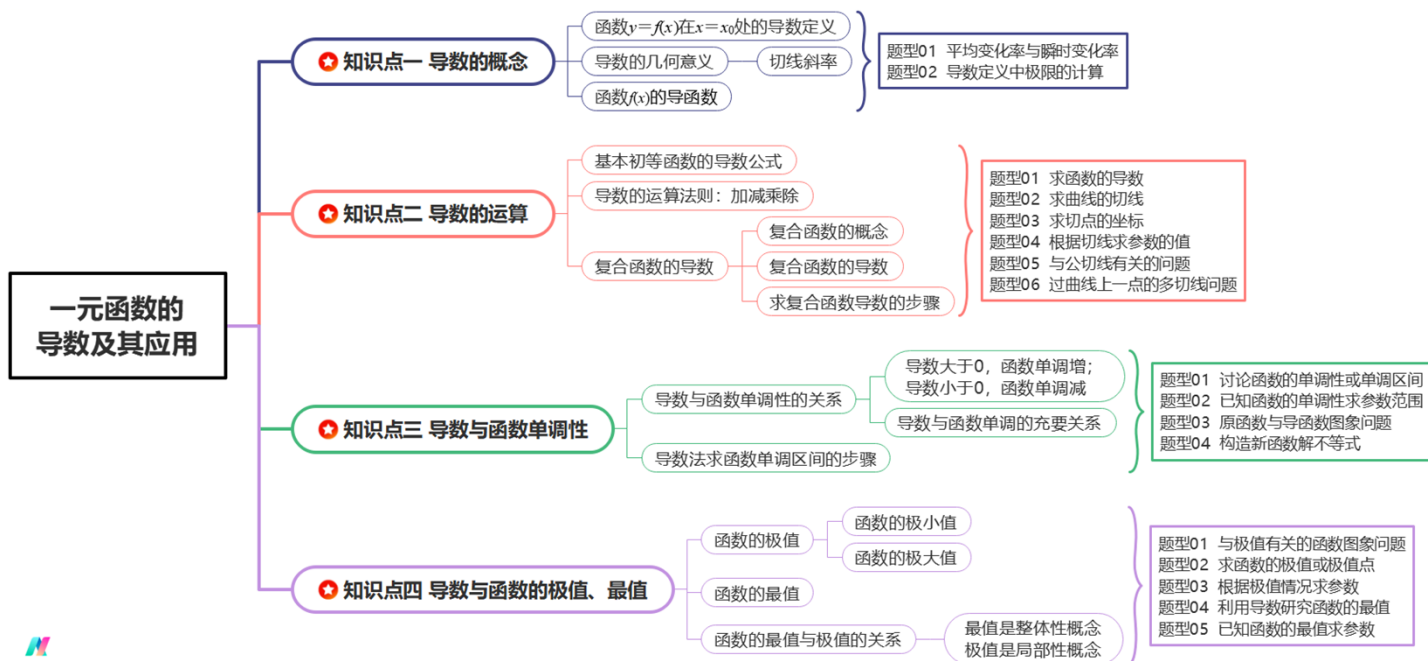 一元函数的
导数及其应用
知识点一 导数的概念
函数y=f(x)在x=x₀处的导数定义
导数的几何意义
切线斜率
函数f(x)的导函数
题型01 平均变化率与瞬时变化率
题型02 导数定义中极限的计算
知识点二 导数的运算
基本初等函数的导数公式
导数的运算法则：加减乘除
复合函数的导数
复合函数的概念
复合函数的导数
求复合函数导数的步骤
题型01 求函数的导数
题型02 求曲线的切线
题型03 求切点的坐标
题型04 根据切线求参数的值
题型05 与公切线有关的问题
题型06 过曲线上一点的多切线问题
知识点三 导数与函数单调性
导数与函数单调性的关系
导数大于0，函数单调增；
导数小于0，函数单调减
导数与函数单调的充要关系
导数法求函数单调区间的步骤
题型01 讨论函数的单调性或单调区间
题型02 已知函数的单调性求参数范围
题型03 原函数与导函数图象问题
题型04 构造新函数解不等式
知识点四 导数与函数的极值、最值
函数的极值
函数的极小值
函数的极大值
函数的最值
函数的最值与极值的关系
最值是整体性概念
极值是局部性概念
题型01 与极值有关的函数图象问题
题型02 求函数的极值或极值点
题型03 根据极值情况求参数
题型04 利用导数研究函数的最值
题型05 已知函数的最值求参数